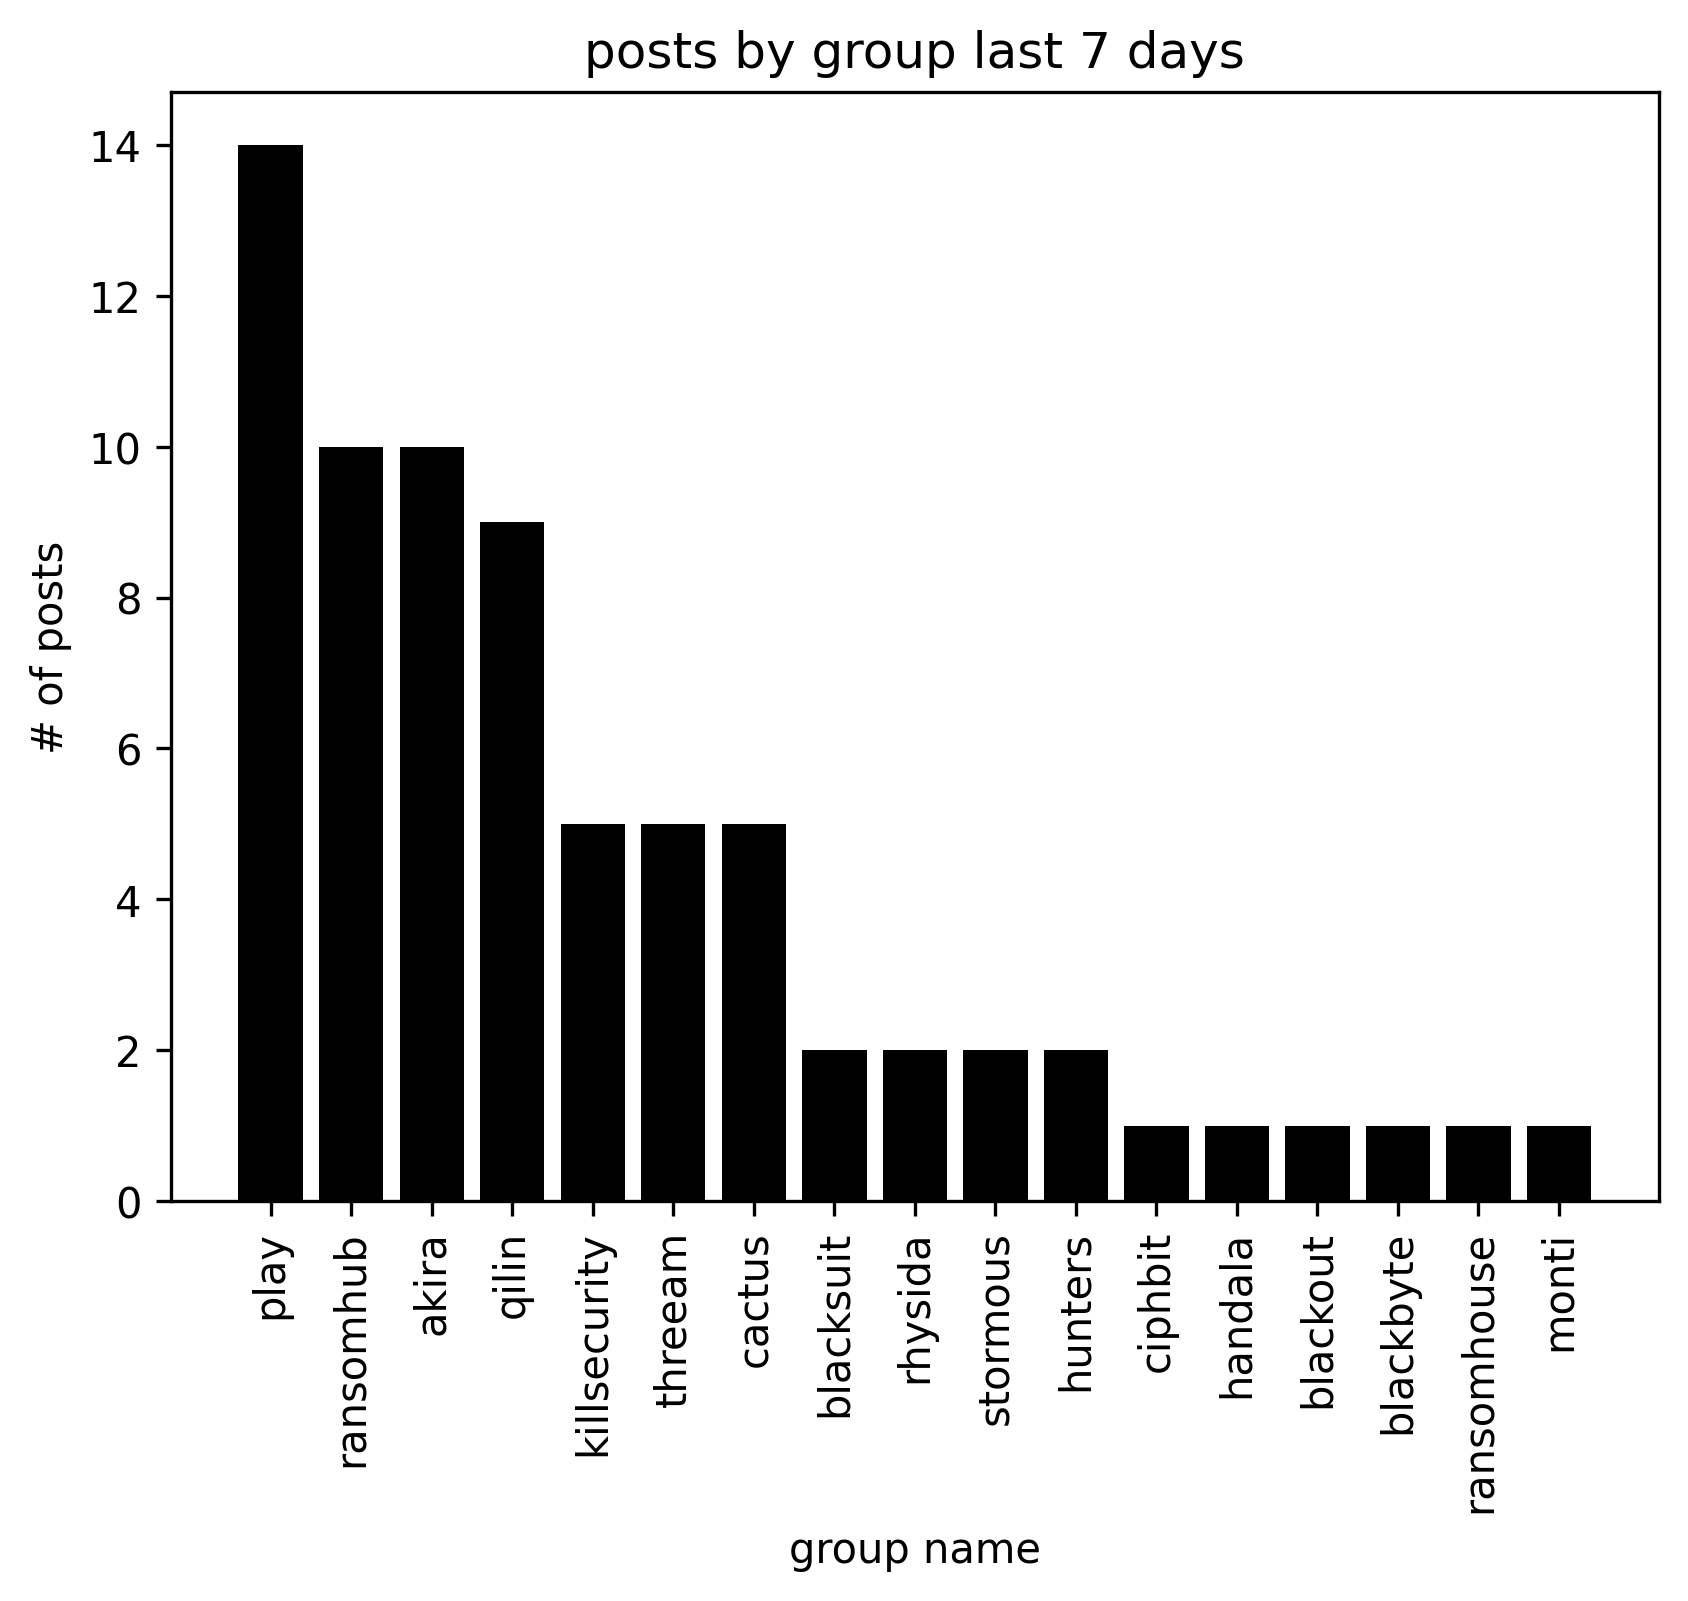 posts by group last 7 days
14
12
10
8
6
4
2
0
# of posts
play
ransomhub
akira
qilin
killsecurity
threeam
cactus
blacksuit
rhysida
stormous
hunters
ciphbit
handala
blackout
blackbyte
ransomhouse
monti
group name